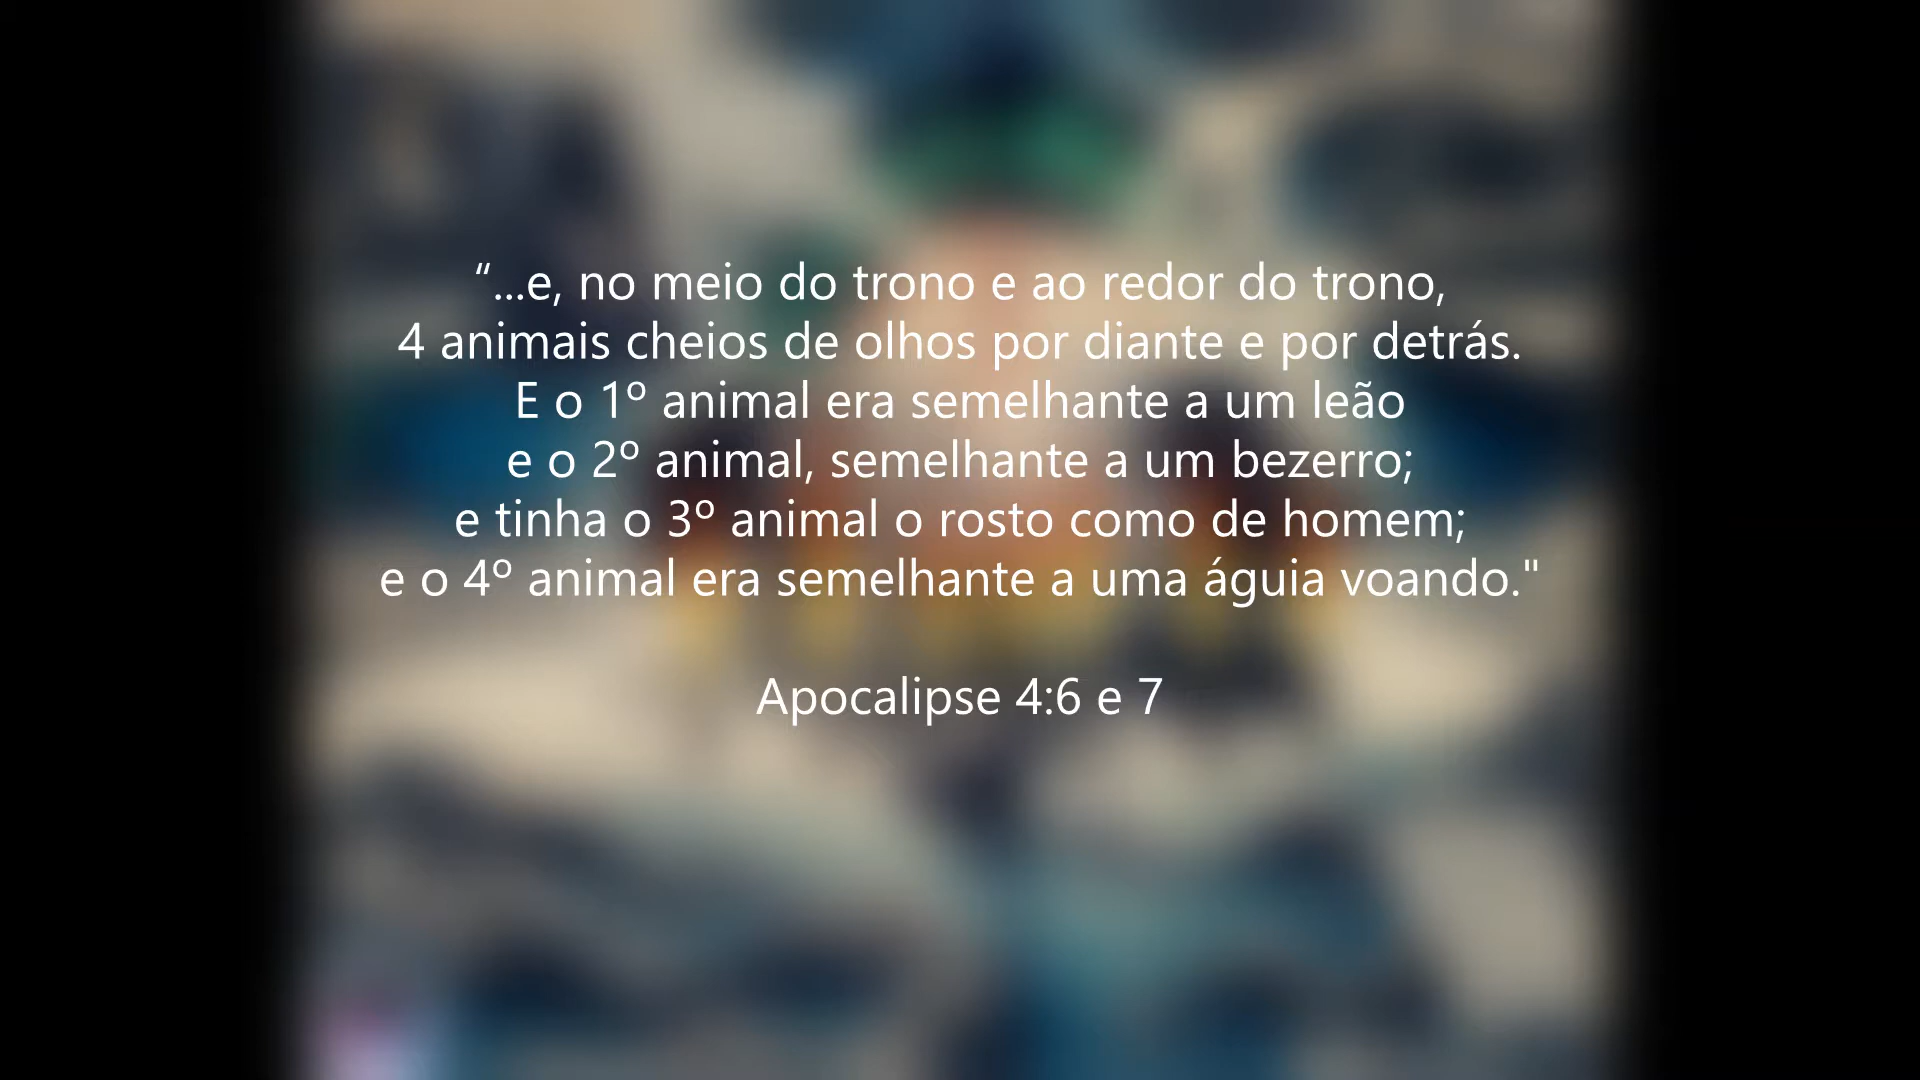 “...e, no meio do trono e ao redor do trono,
4 animais cheios de olhos por diante e por detrás.
E o 1º animal era semelhante a um leão
e o 2º animal, semelhante a um bezerro;
e tinha o 3º animal o rosto como de homem;
e o 4º animal era semelhante a uma águia voando."
Apocalipse 4:6 e 7